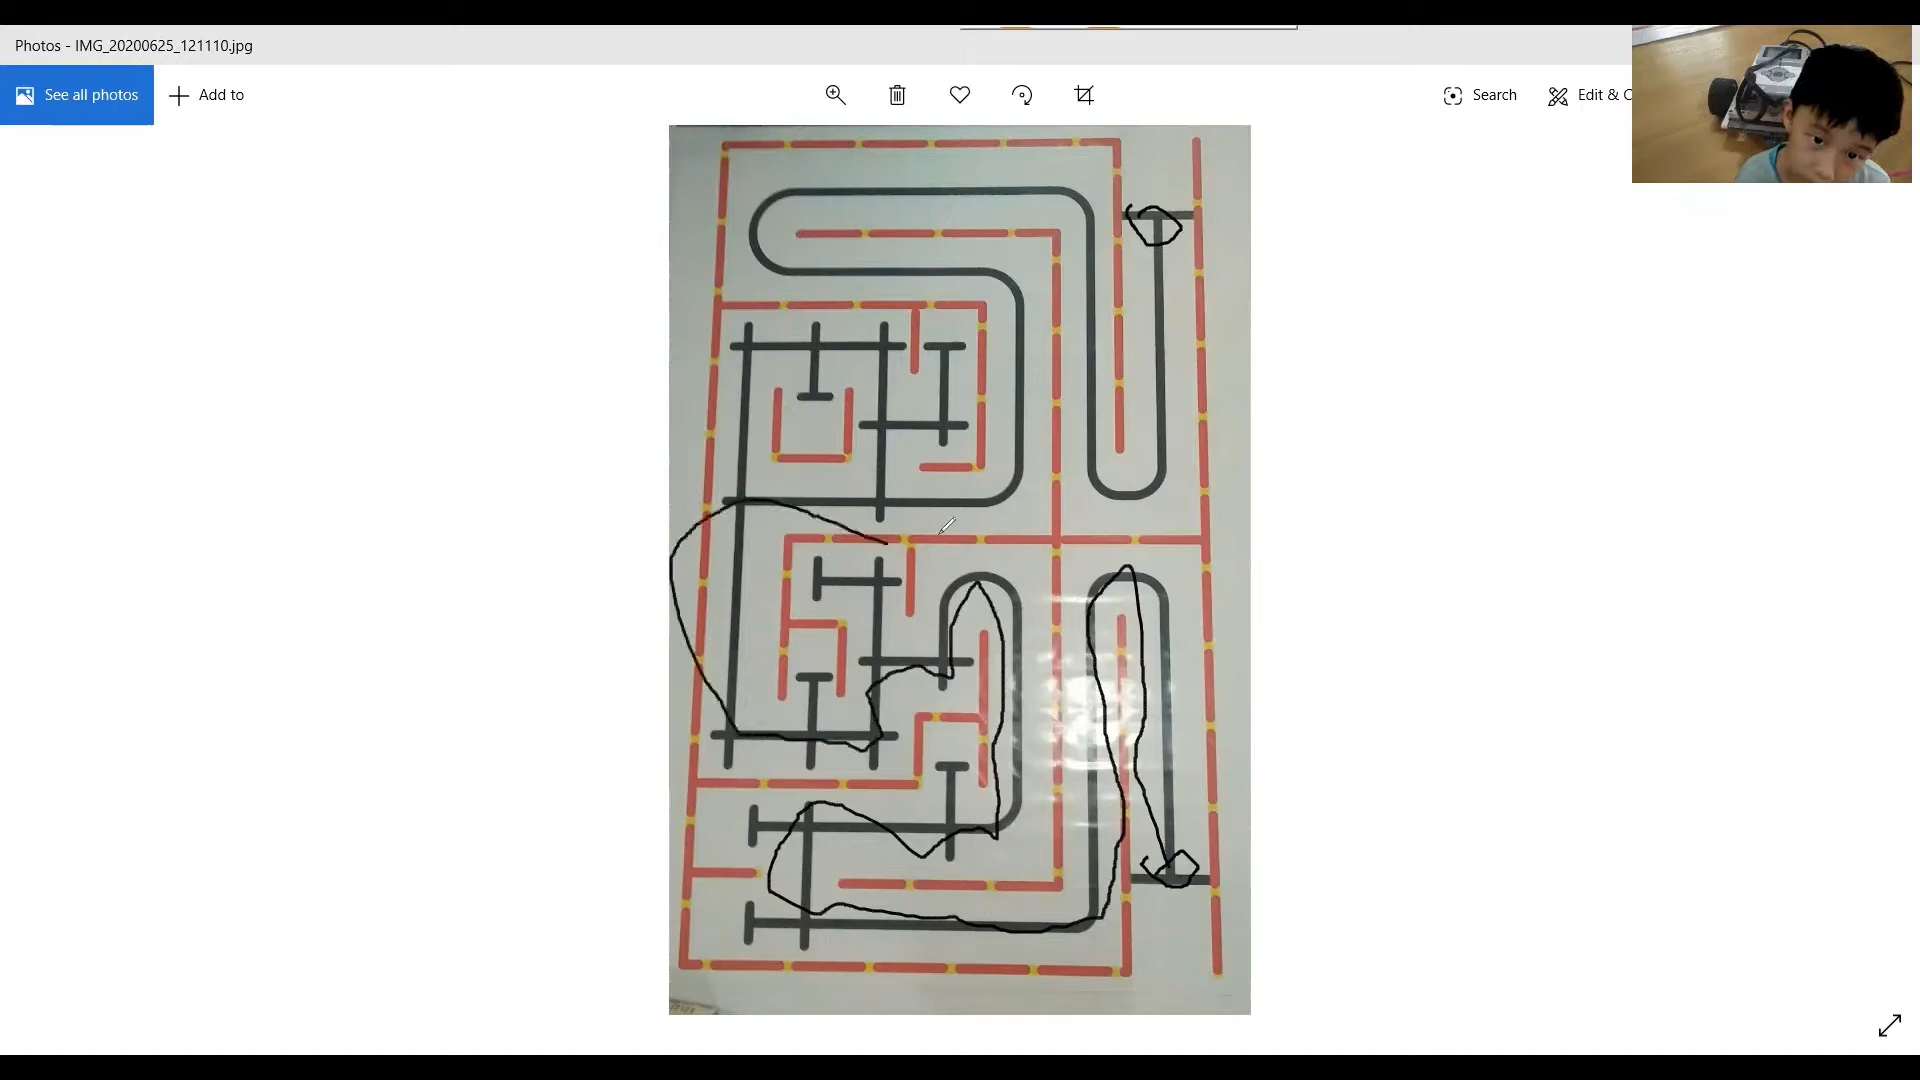 Photos - IMG_20200625_121110.jpg
See all photos
Add to
Search
Edit & C